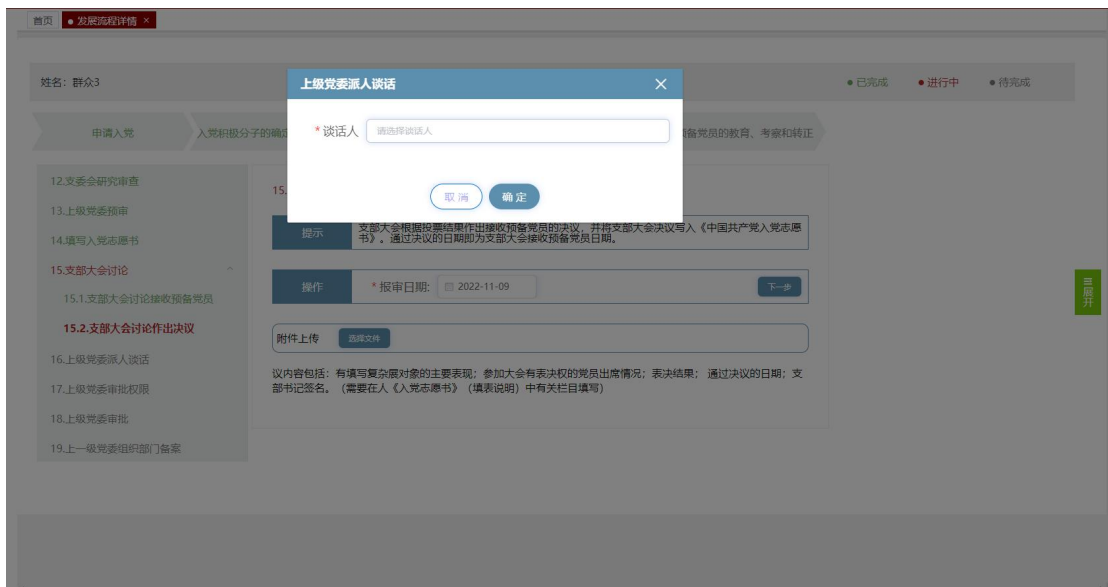 首页
发展流程详情 ×
姓名：群众3
已完成
进行中
待完成
申请入党
入党积极分子的确定
备党员的教育、考察和转正
上级党委派人谈话
* 谈话人
请选择谈话人
取消
确定
12.支委会研究审查
13.上级党委预审
14.填写入党志愿书
15.支部大会讨论
15.1.支部大会讨论接收预备党员
15.2.支部大会讨论作出决议
16.上级党委派人谈话
17.上级党委审批权限
18.上级党委审批
19.上一级党委组织部门备案
15.
提示
支部大会根据投票结果作出接收预备党员的决议，并将支部大会决议写入《中国共产党入党志愿
书》。通过决议的日期即为支部大会接收预备党员日期。
操作
* 报审日期:
2022-11-09
下一步
附件上传
选择文件
议内容包括：有填写复杂展对象的主要表现；参加大会有表决权的党员出席情况；表决结果； 通过决议的日期；支
部书记签名。（需要在人《入党志愿书》（填表说明）中有关栏目填写）
展开